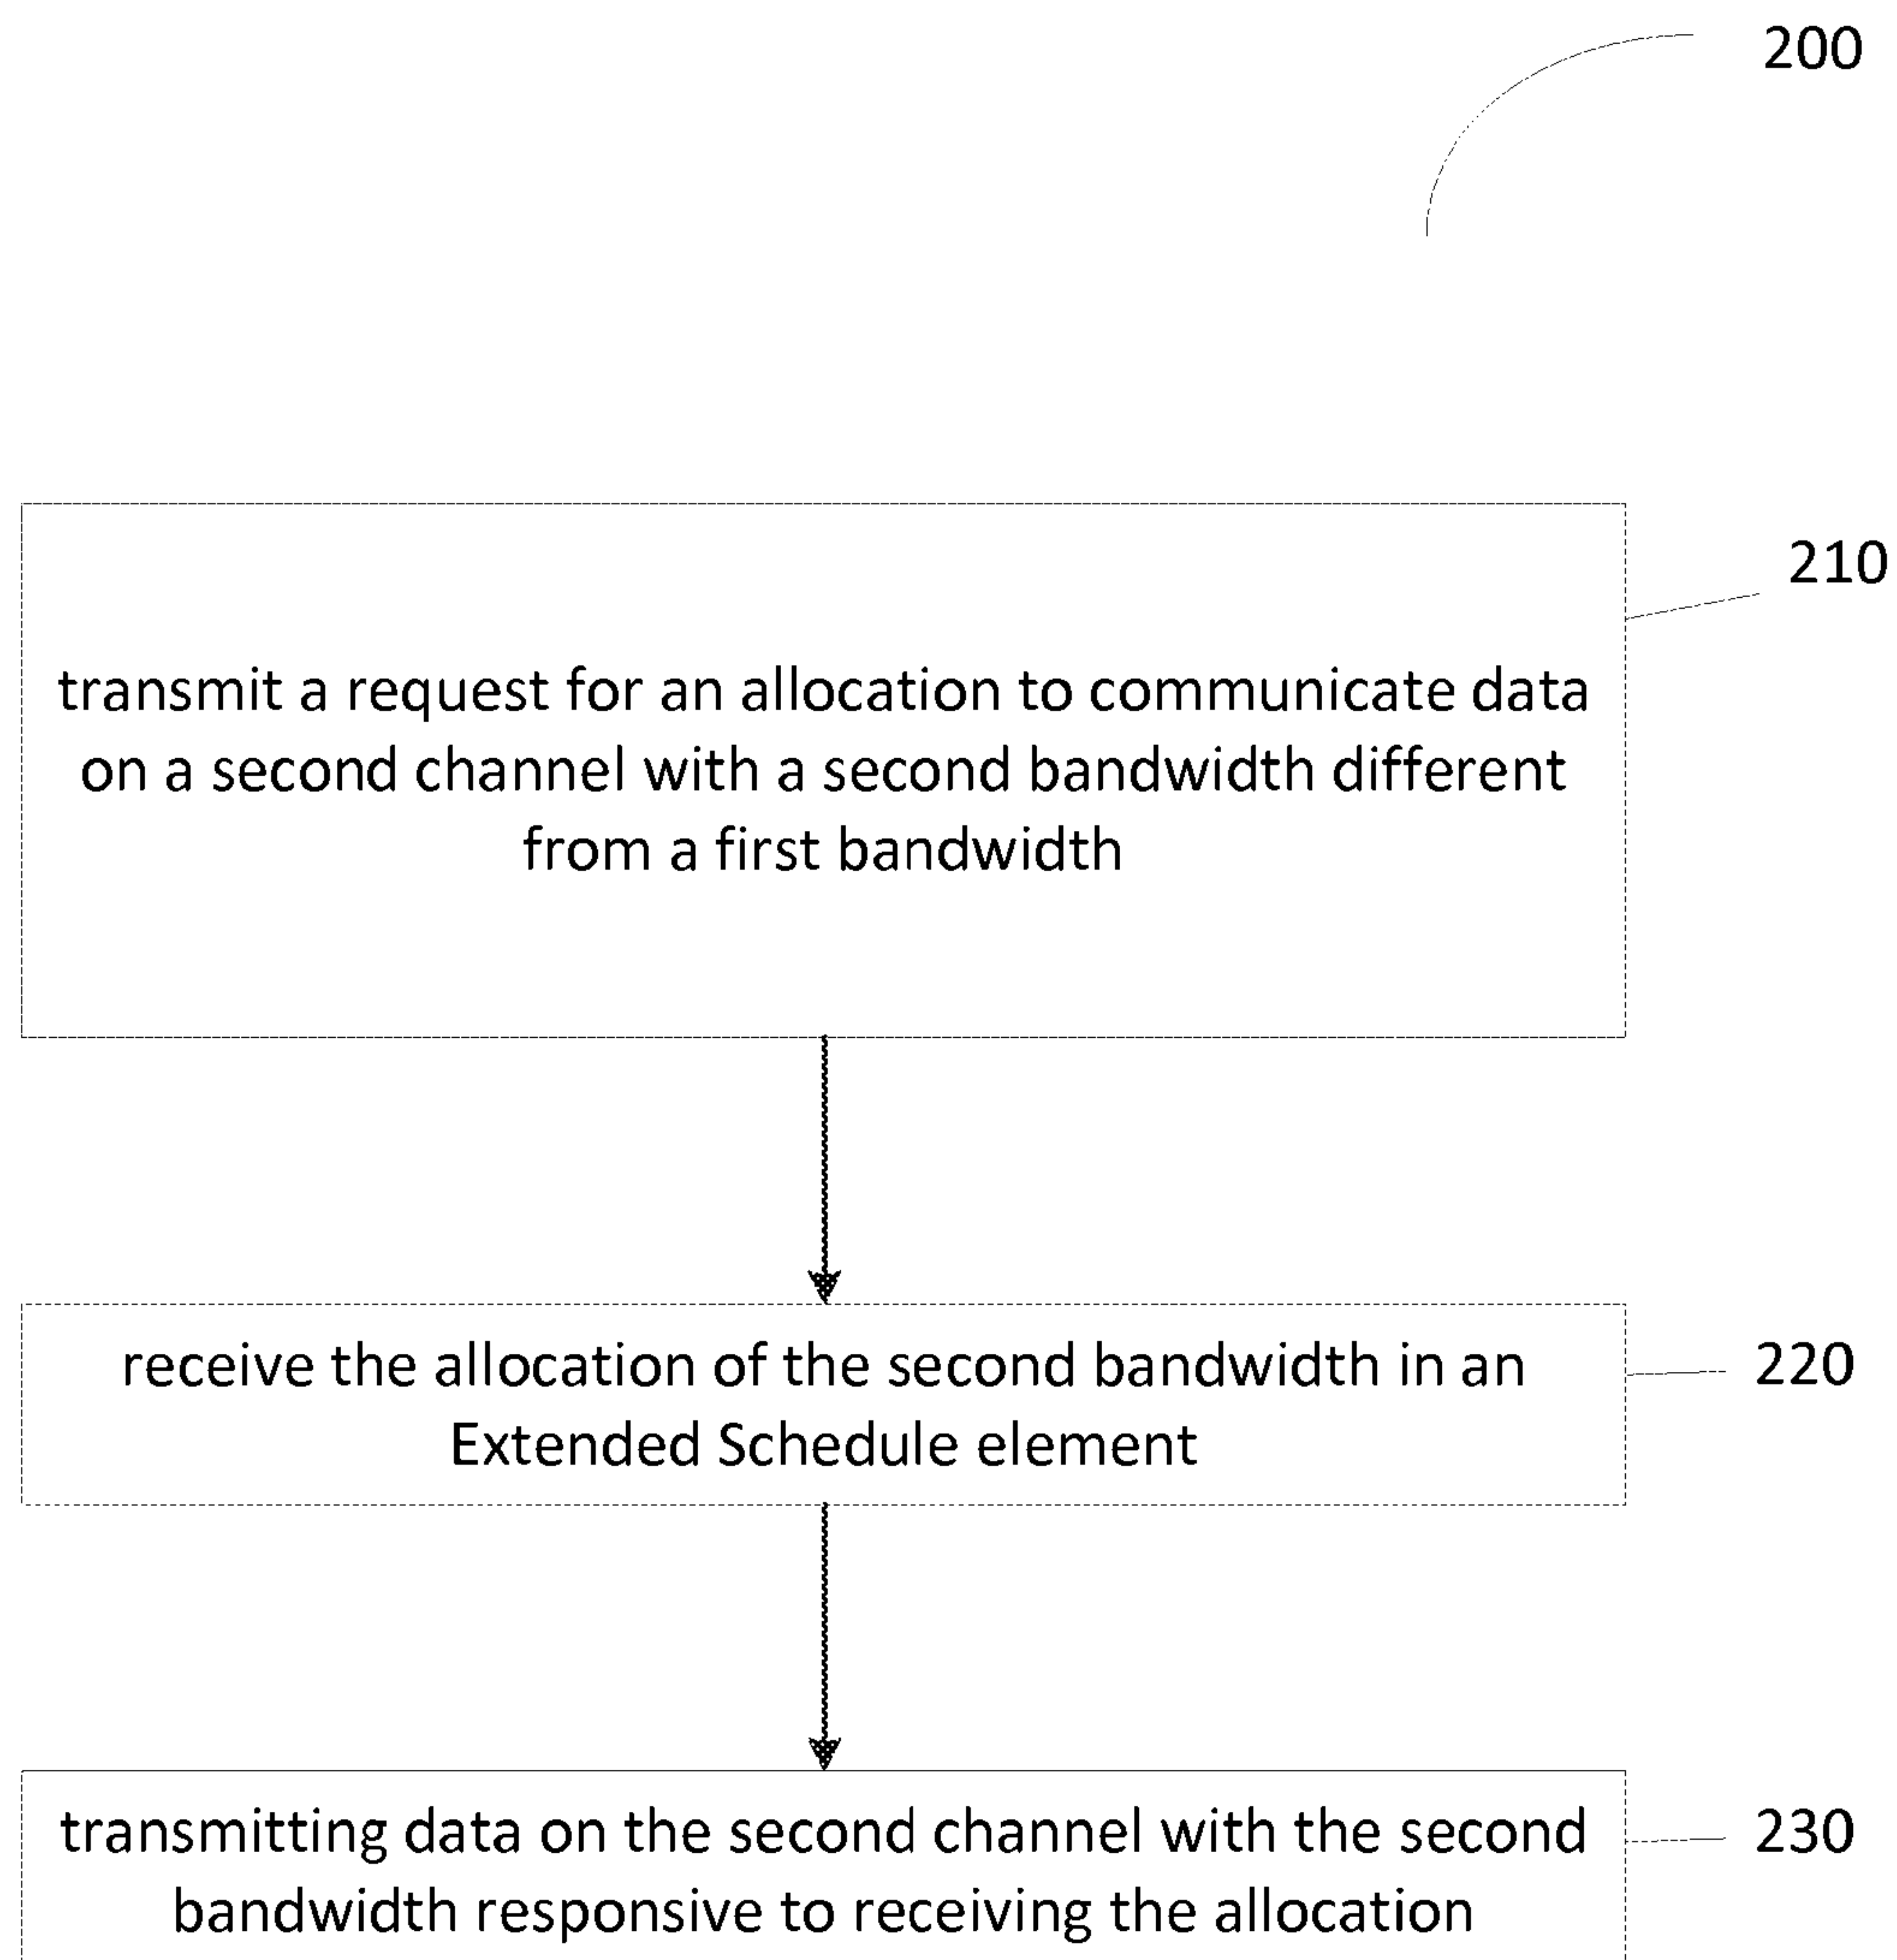 200
210
transmit a request for an allocation to communicate data
on a second channel with a second bandwidth different
from a first bandwidth
receive the allocation of the second bandwidth in an
Extended Schedule element
220
transmitting data on the second channel with the second
bandwidth responsive to receiving the allocation
230